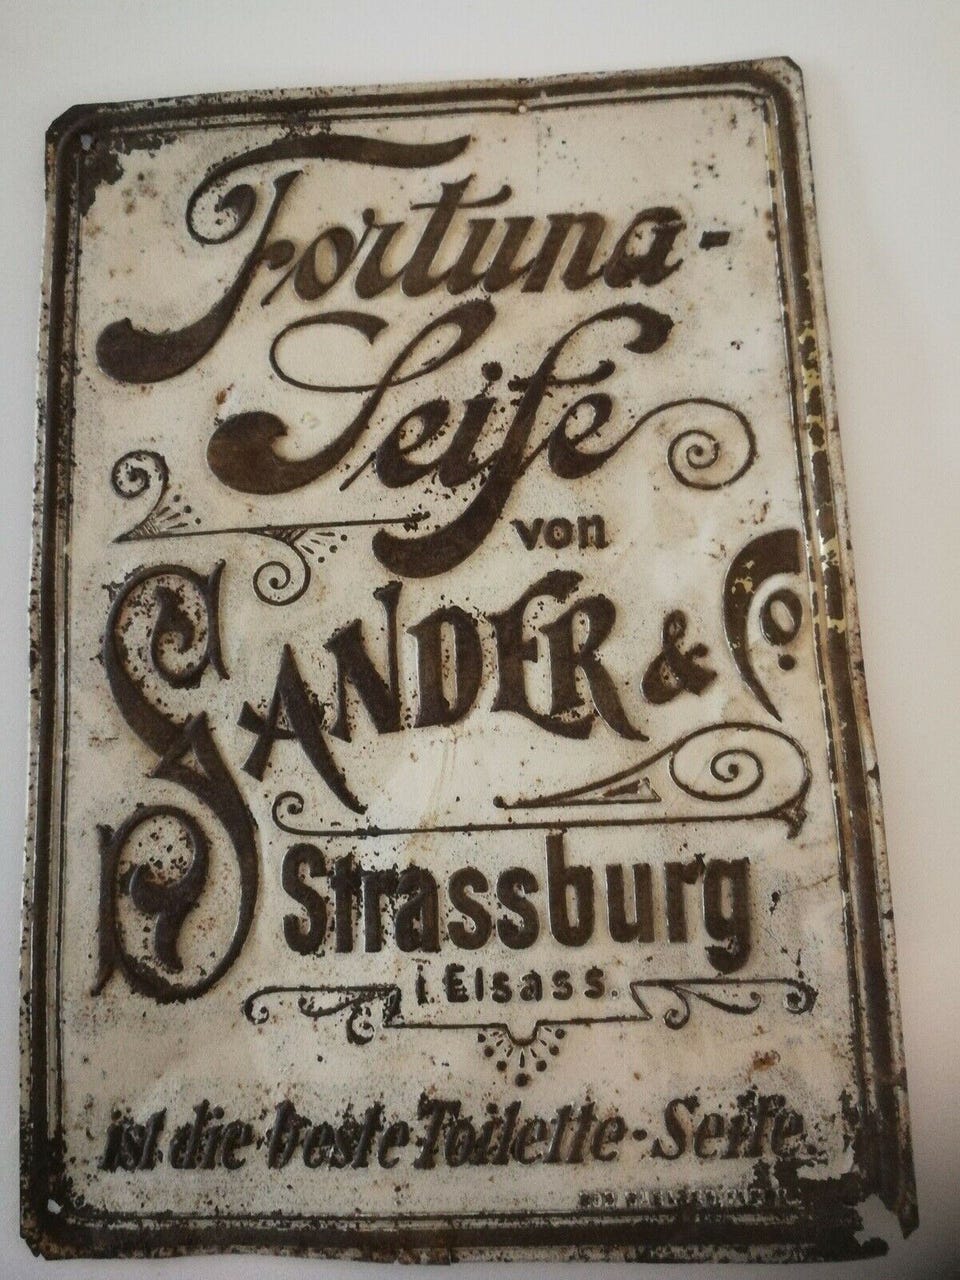 Fortuna-
Seife
von
SANDER & Co.
Strassburg
i. Elsass.
ist die beste Toilette-Seife.